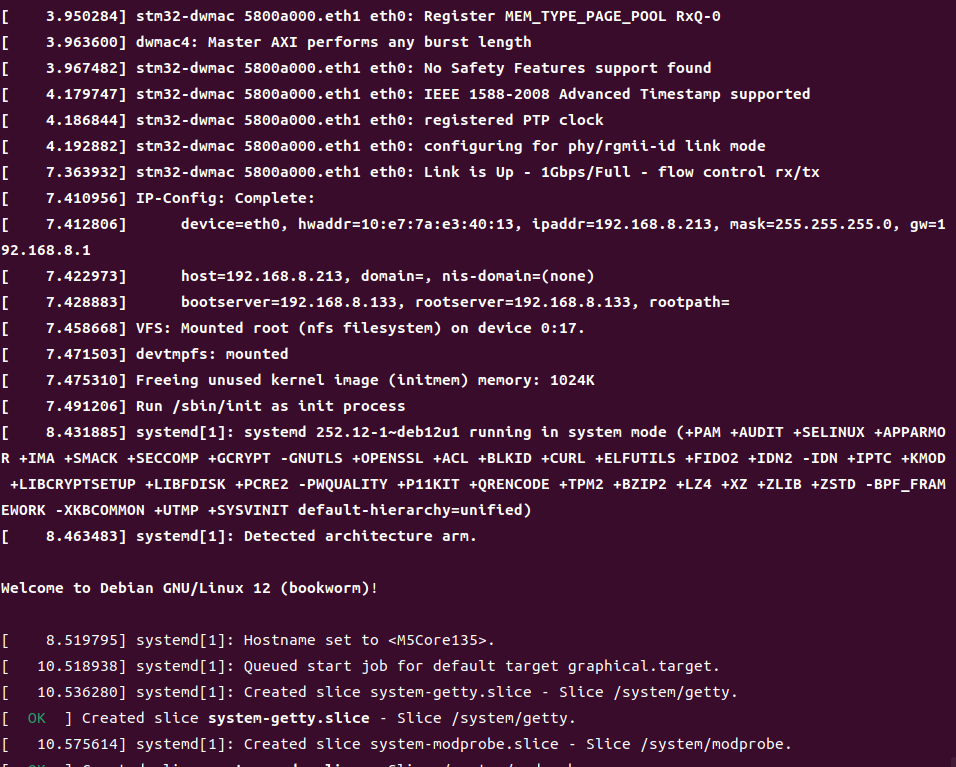 [    3.950284] stm32-dwmac 5800a000.eth1 eth0: Register MEM_TYPE_PAGE_POOL RxQ-0
[    3.963600] dwmac4: Master AXI performs any burst length
[    3.967482] stm32-dwmac 5800a000.eth1 eth0: No Safety Features support found
[    4.179747] stm32-dwmac 5800a000.eth1 eth0: IEEE 1588-2008 Advanced Timestamp supported
[    4.186844] stm32-dwmac 5800a000.eth1 eth0: registered PTP clock
[    4.192882] stm32-dwmac 5800a000.eth1 eth0: configuring for phy/rgmii-id link mode
[    7.363932] stm32-dwmac 5800a000.eth1 eth0: Link is Up - 1Gbps/Full - flow control rx/tx
[    7.410956] IP-Config: Complete:
[    7.412806]      device=eth0, hwaddr=10:e7:7a:e3:40:13, ipaddr=192.168.8.213, mask=255.255.255.0, gw=1
92.168.8.1
[    7.422973]      host=192.168.8.213, domain=, nis-domain=(none)
[    7.428883]      bootserver=192.168.8.133, rootserver=192.168.8.133, rootpath=
[    7.458668] VFS: Mounted root (nfs filesystem) on device 0:17.
[    7.471503] devtmpfs: mounted
[    7.475310] Freeing unused kernel image (initmem) memory: 1024K
[    7.491206] Run /sbin/init as init process
[    8.431885] systemd[1]: systemd 252.12-1~deb12u1 running in system mode (+PAM +AUDIT +SELINUX +APPARMO
R +IMA +SMACK +SECCOMP +GCRYPT -GNUTLS +OPENSSL +ACL +BLKID +CURL +ELFUTILS +FIDO2 +IDN2 -IDN +IPTC +KMOD
 +LIBCRYPTSETUP +LIBFDISK +PCRE2 -PWQUALITY +P11KIT +QRENCODE +TPM2 +BZIP2 +LZ4 +XZ +ZLIB +ZSTD -BPF_FRAM
EWORK -XKBCOMMON +UTMP +SYSVINIT default-hierarchy=unified)
[    8.463483] systemd[1]: Detected architecture arm.
Welcome to Debian GNU/Linux 12 (bookworm)!
[    8.519795] systemd[1]: Hostname set to <M5Core135>.
[   10.518938] systemd[1]: Queued start job for default target graphical.target.
[   10.536280] systemd[1]: Created slice system-getty.slice - Slice /system/getty.
[  OK  ] Created slice system-getty.slice - Slice /system/getty.
[   10.575614] systemd[1]: Created slice system-modprobe.slice - Slice /system/modprobe.